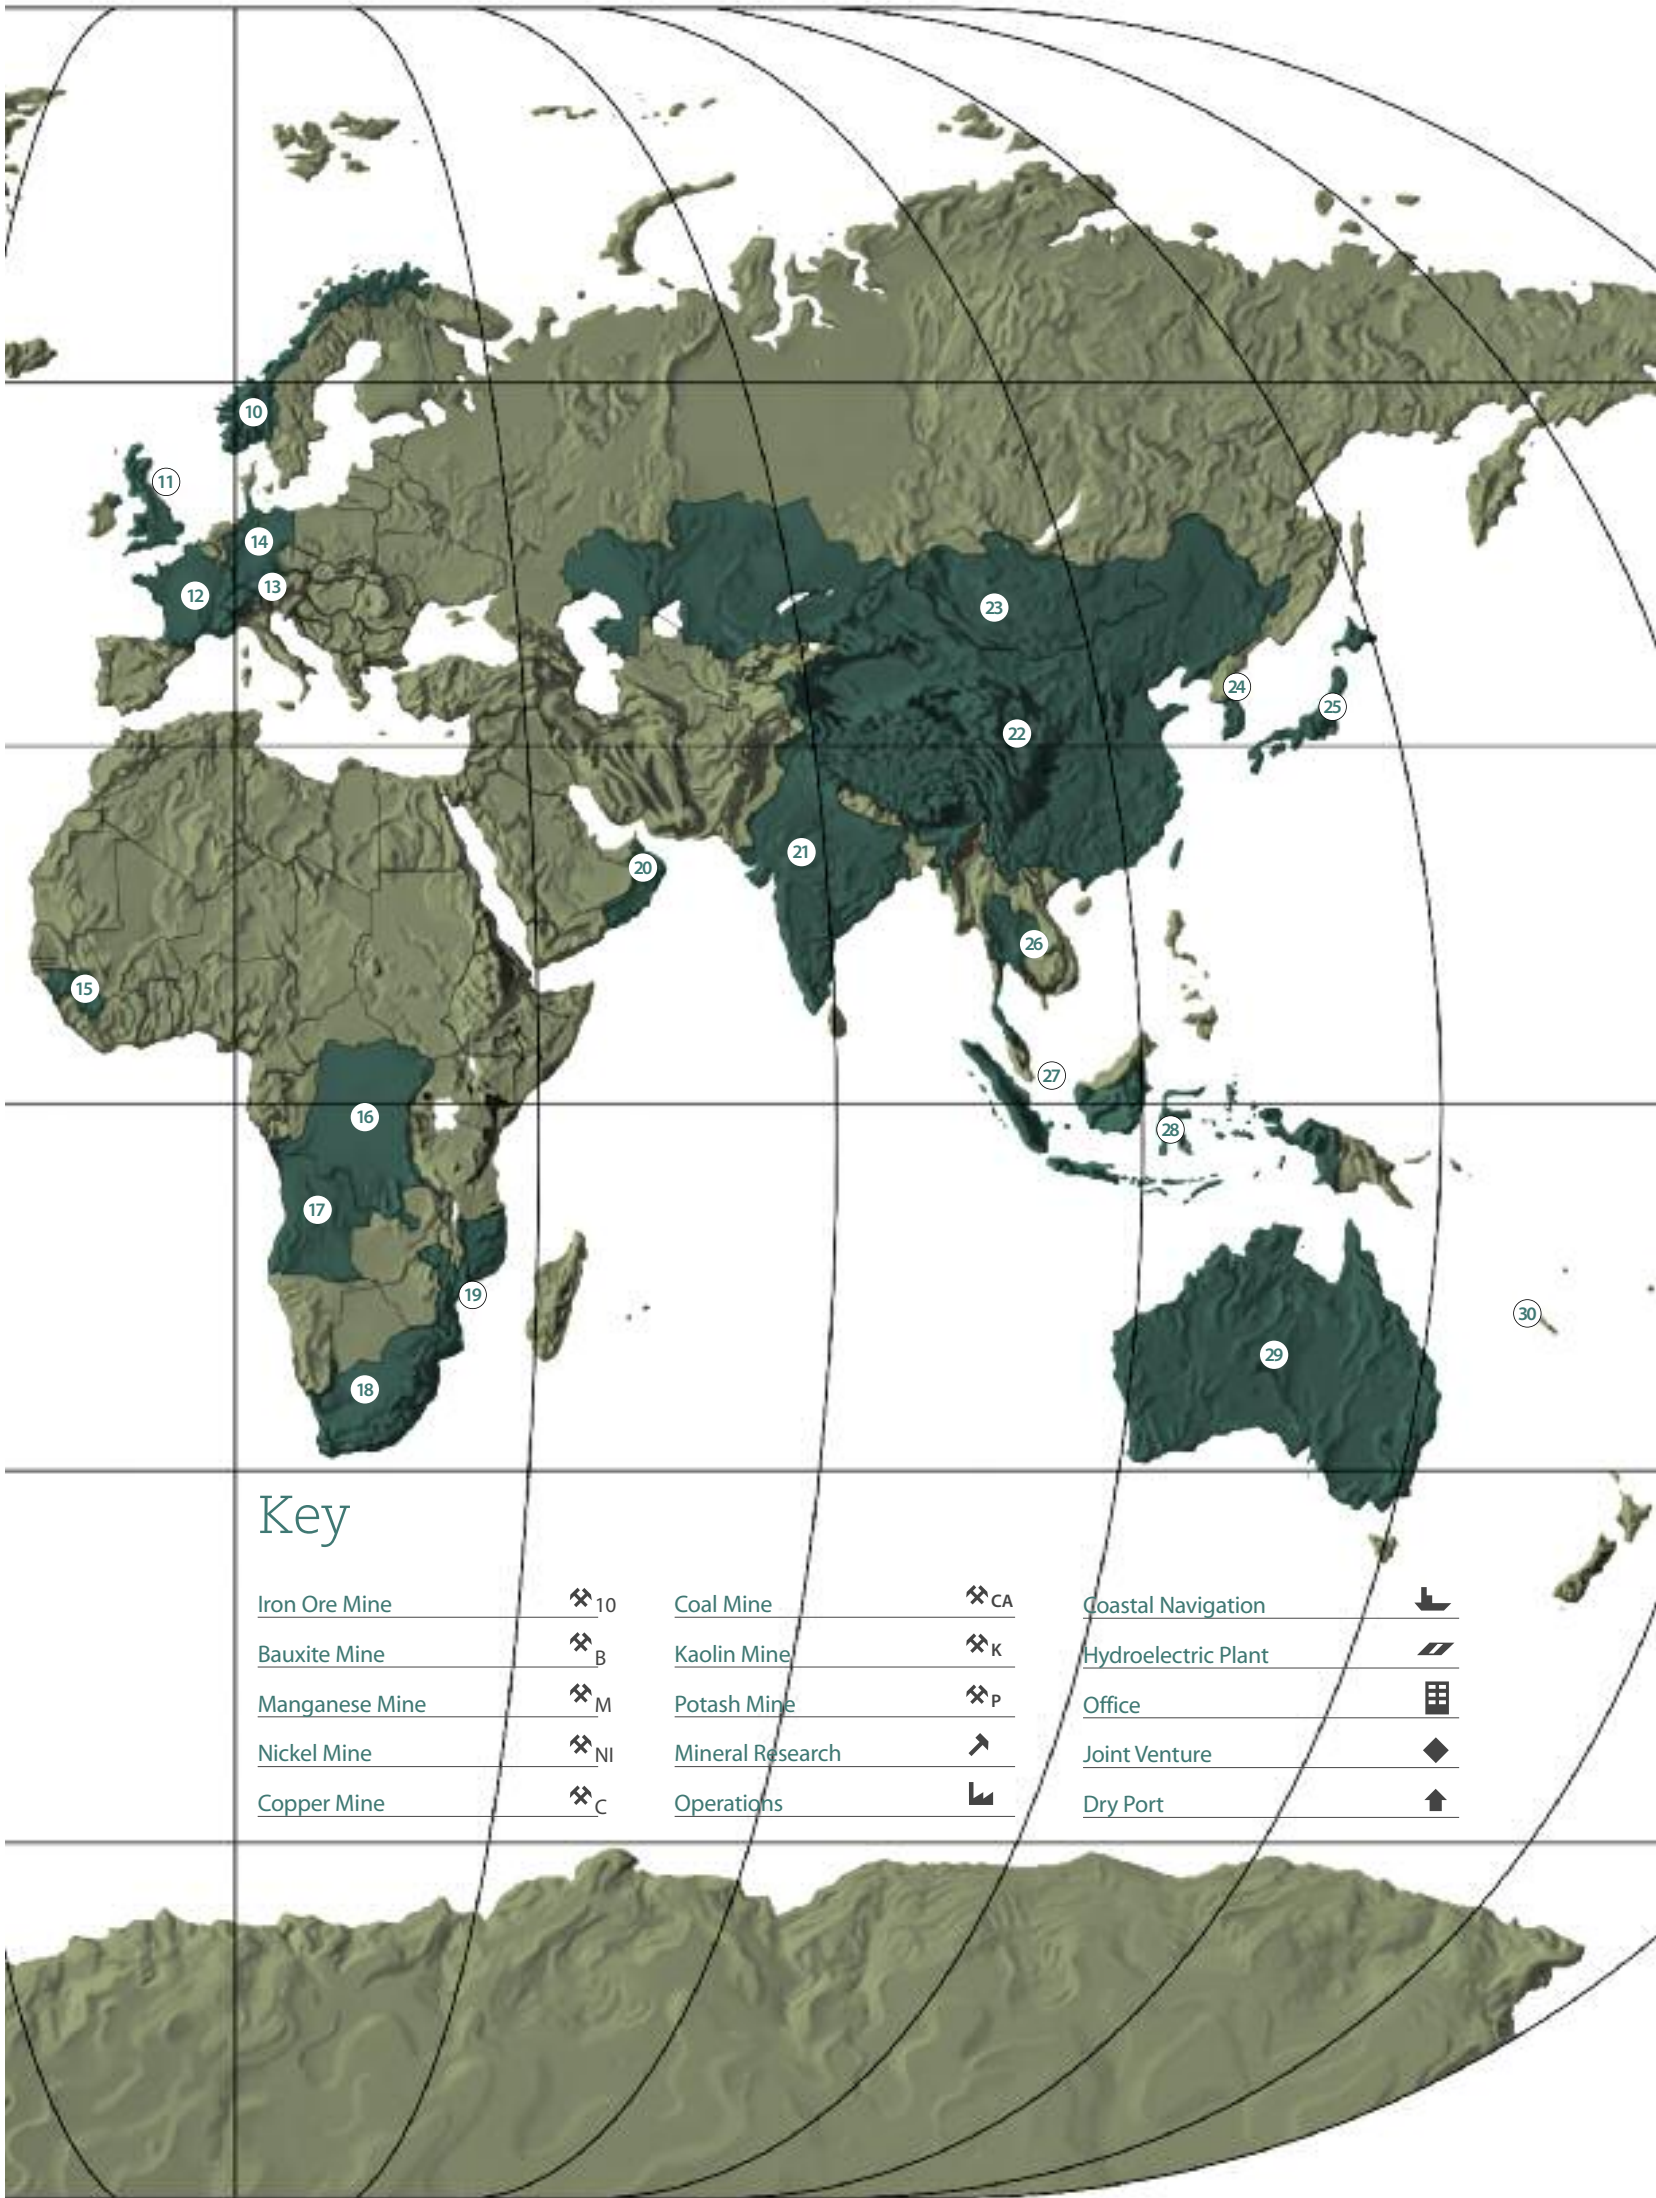 10
11
14
13
12
23
24
25
22
21
20
26
15
27
16
28
17
19
30
29
18
Key
Iron Ore Mine 10
Bauxite Mine B
Manganese Mine M
Nickel Mine NI
Copper Mine C
Coal Mine CA
Kaolin Mine K
Potash Mine P
Mineral Research
Operations
Coastal Navigation
Hydroelectric Plant
Office
Joint Venture
Dry Port